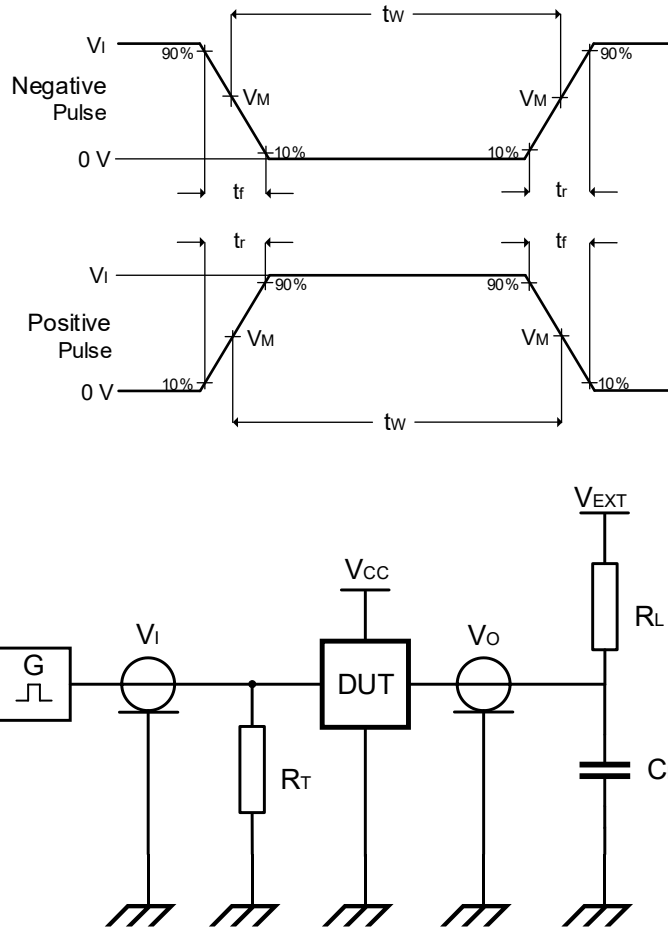 tW
VI
90%
90%
Negative
Pulse
VM
VM
0 V
10%
10%
tf
tr
tr
tf
VI
90%
90%
Positive
Pulse
VM
VM
0 V
10%
10%
tW
VEXT
VCC
RL
VI
VO
G
DUT
RT
C